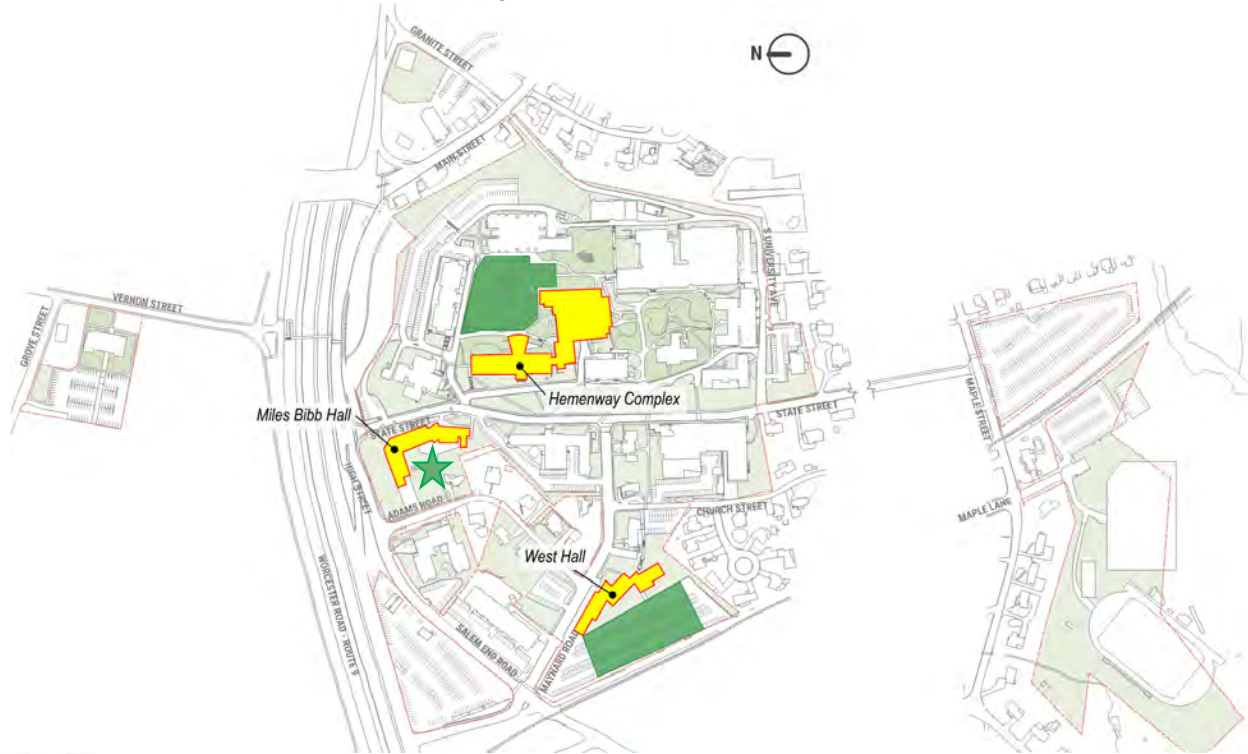 GRANITE STREET
N
MAIN STREET
S UNIVERSITY AVE
VERNON STREET
GROVE STREET
Hemenway Complex
Miles Bibb Hall
STATE STREET
STATE STREET
MAPLE STREET
HIGH STREET
ADAMS ROAD
CHURCH STREET
MAPLE LANE
West Hall
WORCESTER ROAD - ROUTE 9
SALEM END ROAD
MAYNARD ROAD